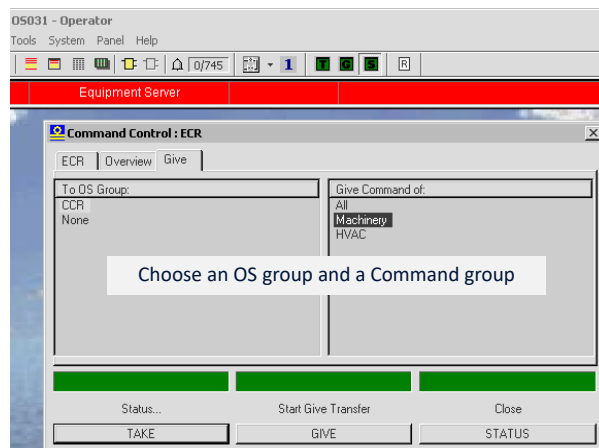 OS031 - Operator
Tools System Panel Help
0/745 1 T G S R
Equipment Server
Command Control : ECR
ECR Overview Give
To OS Group: Give Command of:
CCR All
None Machinery
HVAC
Choose an OS group and a Command group
Status... Start Give Transfer Close
TAKE GIVE STATUS